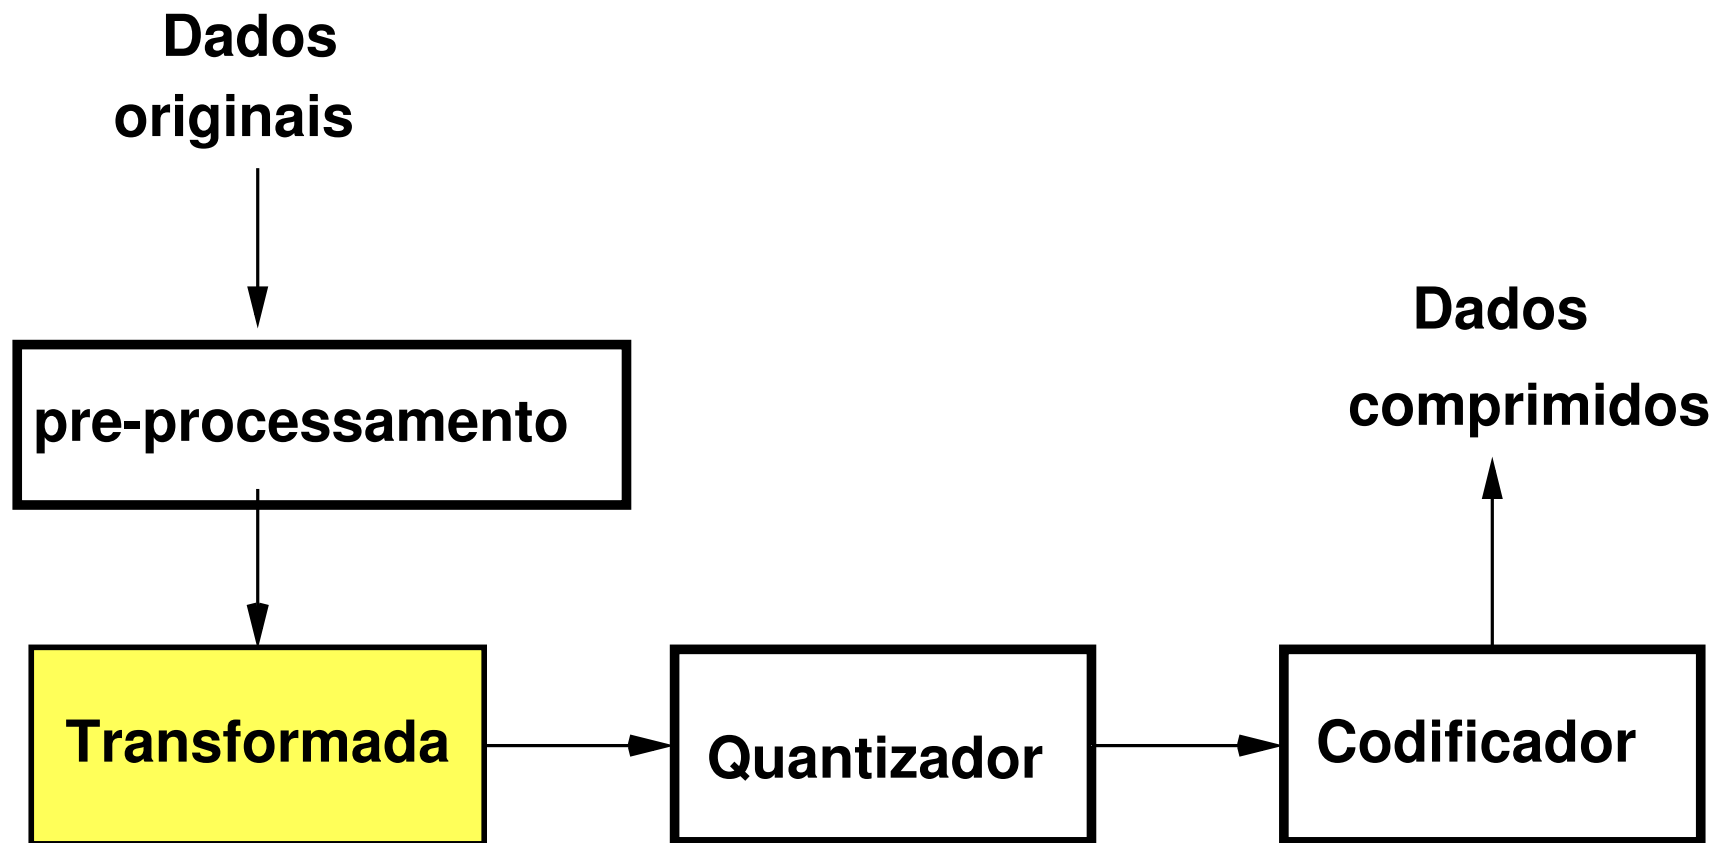 Dados
originais
pre-processamento
Transformada
Quantizador
Codificador
Dados
comprimidos